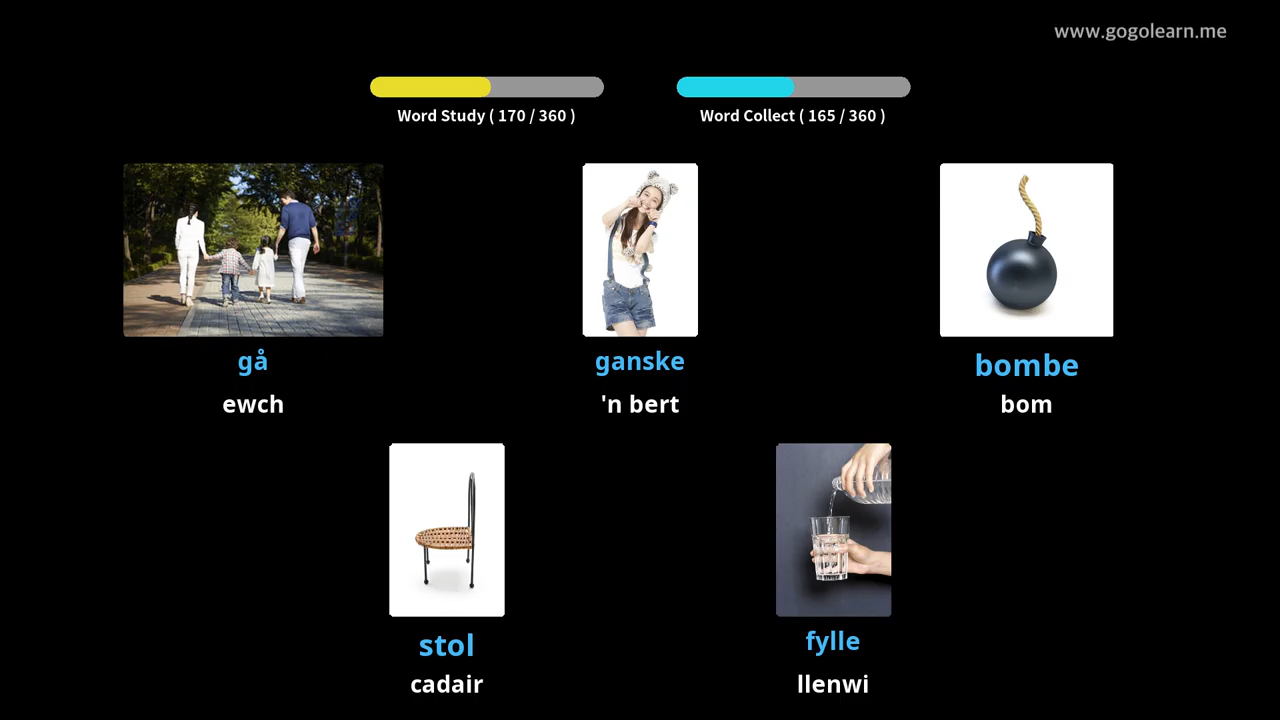 www.gogolearn.me
Word Study ( 170 / 360 )
Word Collect ( 165 / 360 )
gå
ganske
bombe
ewch
'n bert
bom
stol
fylle
cadair
llenwi